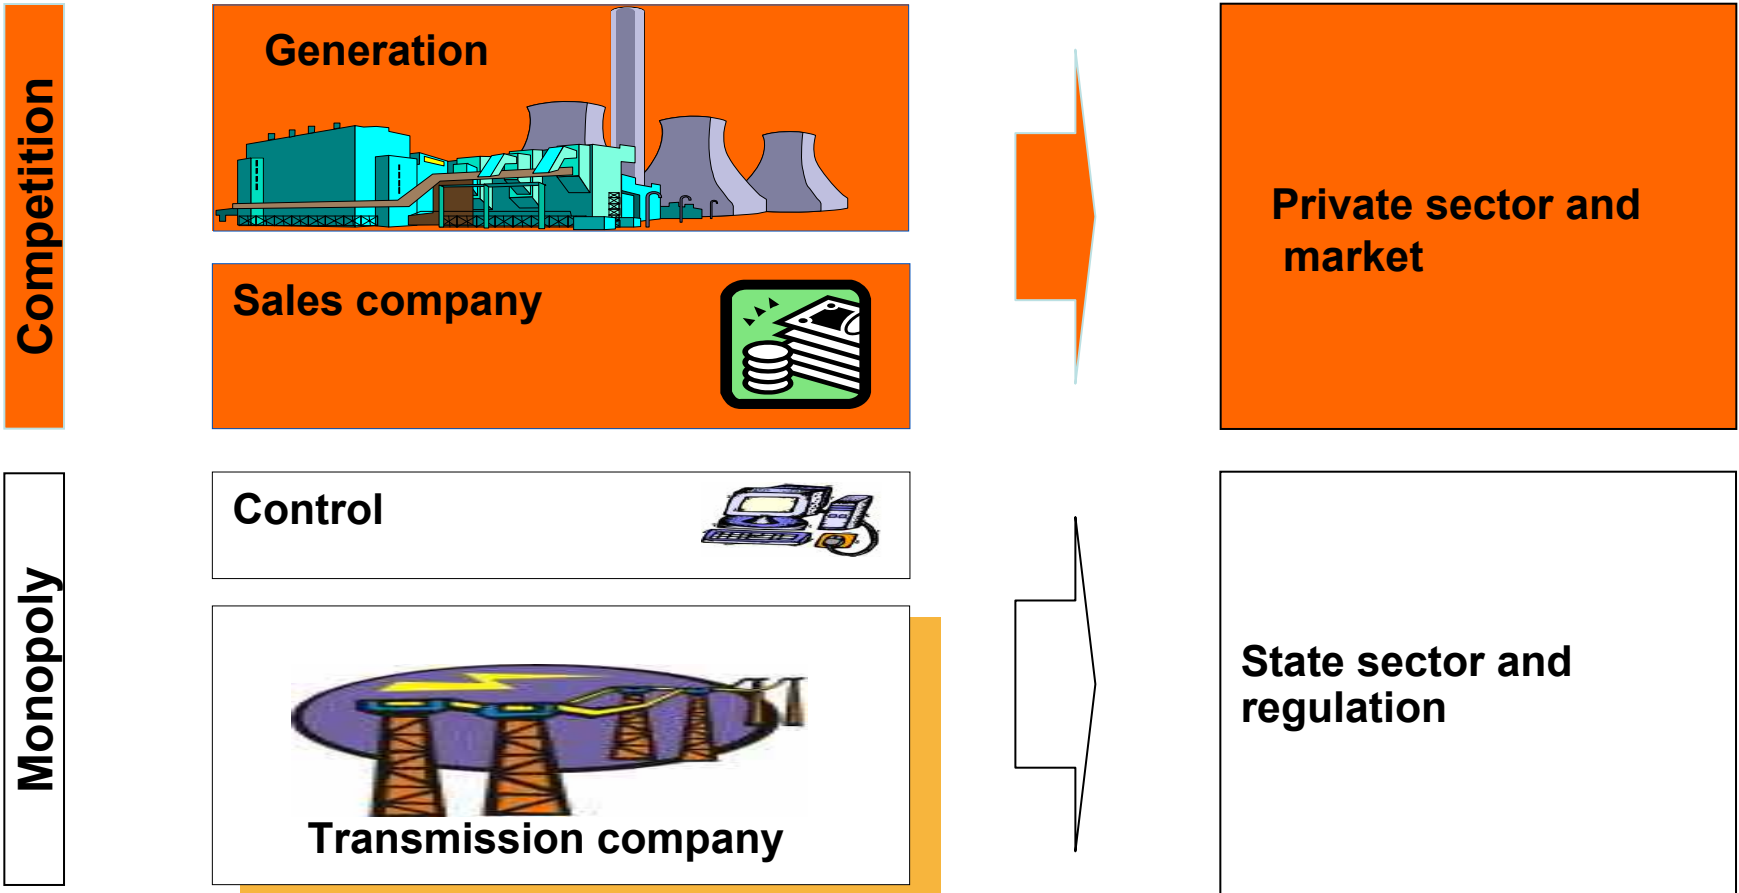 Competition
Generation
Sales company
Private sector and
market
Monopoly
Control
Transmission company
State sector and
regulation